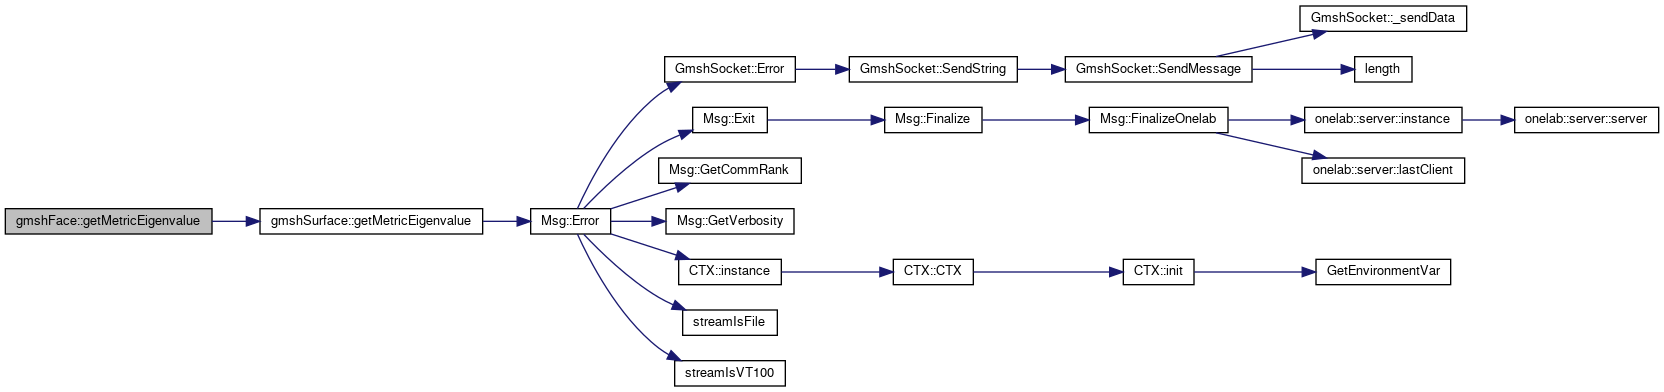 GmshSocket::_sendData
GmshSocket::Error
GmshSocket::SendString
GmshSocket::SendMessage
length
Msg::Exit
Msg::Finalize
Msg::FinalizeOnelab
onelab::server::instance
onelab::server::server
Msg::GetCommRank
onelab::server::lastClient
gmshFace::getMetricEigenvalue
gmshSurface::getMetricEigenvalue
Msg::Error
Msg::GetVerbosity
CTX::instance
CTX::CTX
CTX::init
GetEnvironmentVar
streamIsFile
streamIsVT100